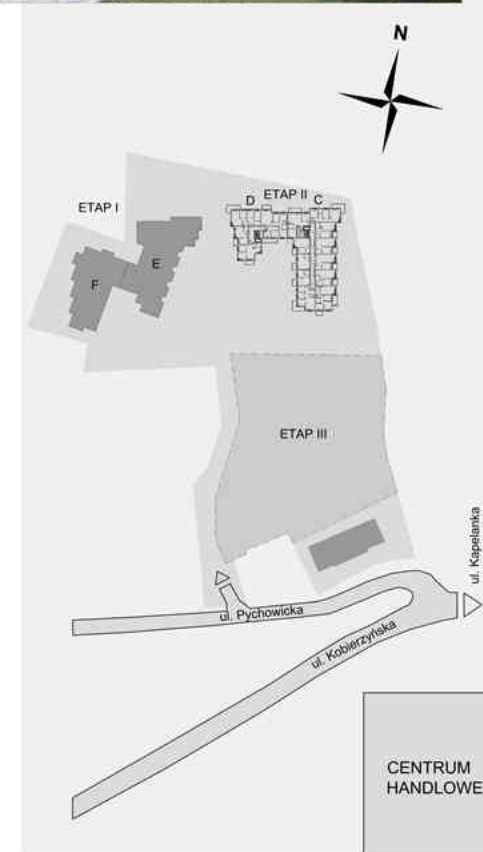 N
ETAP I
ETAP II
D
C
E
F
ETAP III
ul. Kapelanka
ul. Pychowicka
ul. Kobierzyńska
CENTRUM
HANDLOWE